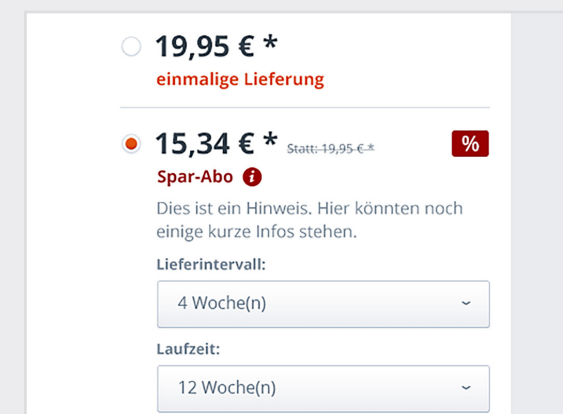 19,95 € *
einmalige Lieferung
15,34 € * Statt: 19,95 € * %
Spar-Abo i
Dies ist ein Hinweis. Hier könnten noch
einige kurze Infos stehen.
Lieferintervall:
4 Woche(n)
Laufzeit:
12 Woche(n)